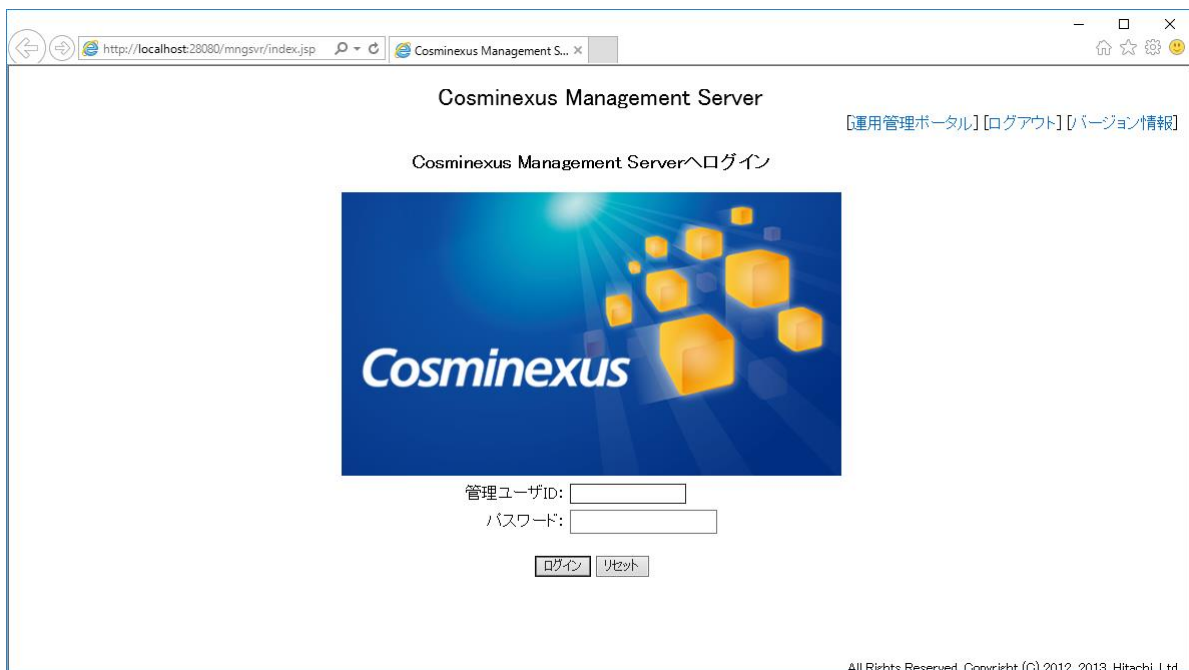 http://localhost:28080/mngsvr/index.jsp
Cosminexus Management S...
Cosminexus Management Server
[運用管理ポータル] [ログアウト] [バージョン情報]
Cosminexus Management Serverへログイン
Cosminexus
管理ユーザID:
パスワード:
ログイン リセット
All Rights Reserved. Copyright (C) 2012, 2013, Hitachi, Ltd.